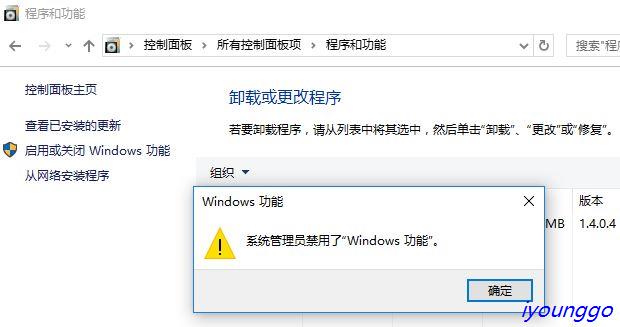 程序和功能
控制面板 > 所有控制面板项 > 程序和功能
搜索"程
控制面板主页
卸载或更改程序
查看已安装的更新
若要卸载程序，请从列表中将其选中，然后单击"卸载"、"更改"或"修复"。
启用或关闭 Windows 功能
从网络安装程序
组织
Windows 功能
版本
系统管理员禁用了"Windows 功能"。
MB
1.4.0.4
确定
iyounggo